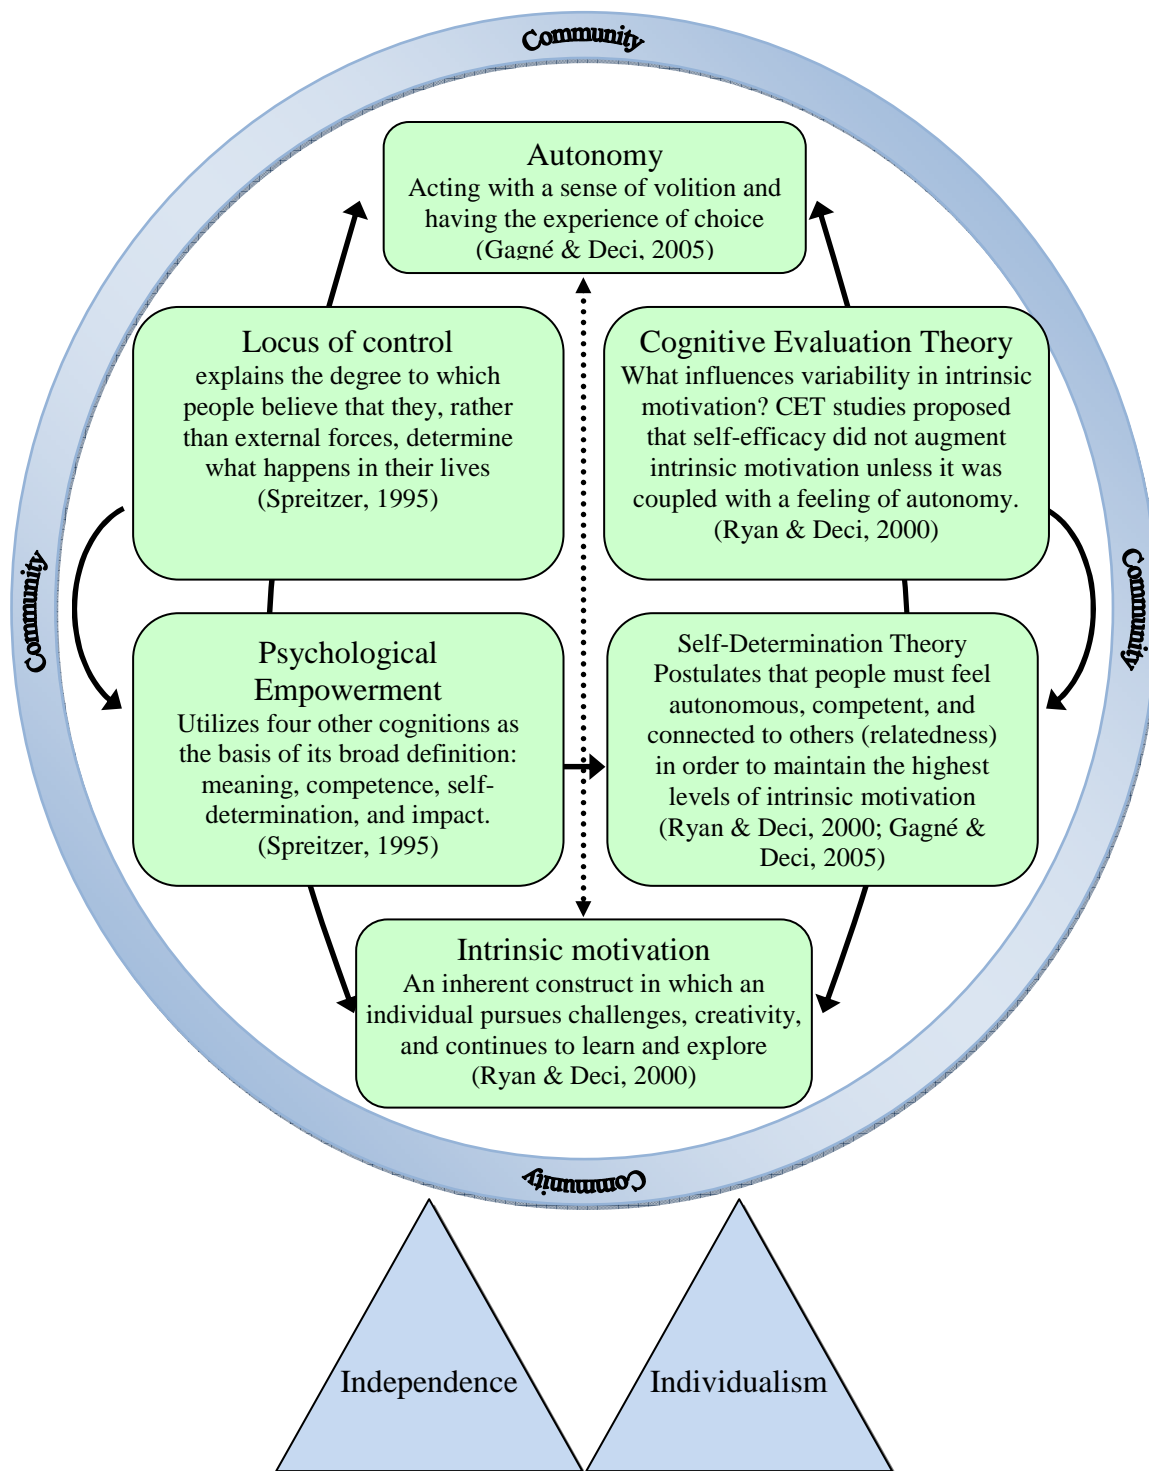 Community
Autonomy
Acting with a sense of volition and
having the experience of choice
(Gagné & Deci, 2005)
Locus of control
explains the degree to which
people believe that they, rather
than external forces, determine
what happens in their lives
(Spreitzer, 1995)
Cognitive Evaluation Theory
What influences variability in intrinsic
motivation? CET studies proposed
that self-efficacy did not augment
intrinsic motivation unless it was
coupled with a feeling of autonomy.
(Ryan & Deci, 2000)
Community
Community
Psychological
Empowerment
Utilizes four other cognitions as
the basis of its broad definition:
meaning, competence, self-
determination, and impact.
(Spreitzer, 1995)
Self-Determination Theory
Postulates that people must feel
autonomous, competent, and
connected to others (relatedness)
in order to maintain the highest
levels of intrinsic motivation
(Ryan & Deci, 2000; Gagné &
Deci, 2005)
Intrinsic motivation
An inherent construct in which an
individual pursues challenges, creativity,
and continues to learn and explore
(Ryan & Deci, 2000)
Community
Independence
Individualism